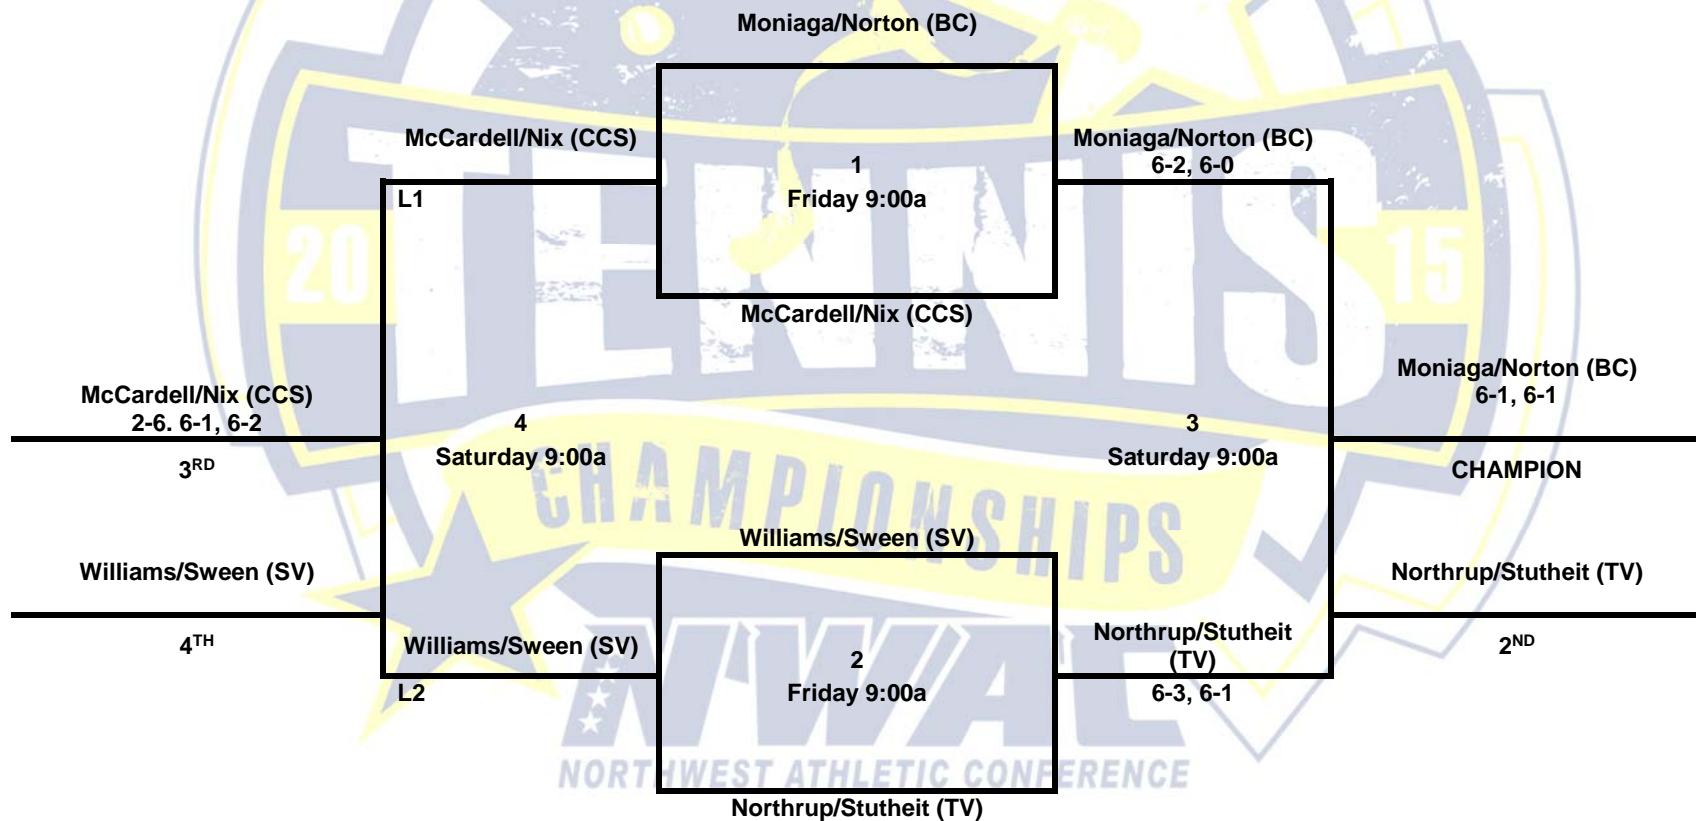 Moniaga/Norton (BC)
McCardell/Nix (CCS)
1
Friday 9:00a
Moniaga/Norton (BC)
6-2, 6-0
L1
20
15
McCardell/Nix (CCS)
McCardell/Nix (CCS)
2-6. 6-1, 6-2
3RD
4
Saturday 9:00a
3
Saturday 9:00a
Moniaga/Norton (BC)
6-1, 6-1
CHAMPION
TENNIS
CHAMPIONSHIPS
Williams/Sween (SV)
Williams/Sween (SV)
4TH
Williams/Sween (SV)
L2
2
Friday 9:00a
Northrup/Stutheit
(TV)
6-3, 6-1
Northrup/Stutheit (TV)
2ND
NWAC
NORTHWEST ATHLETIC CONFERENCE
Northrup/Stutheit (TV)